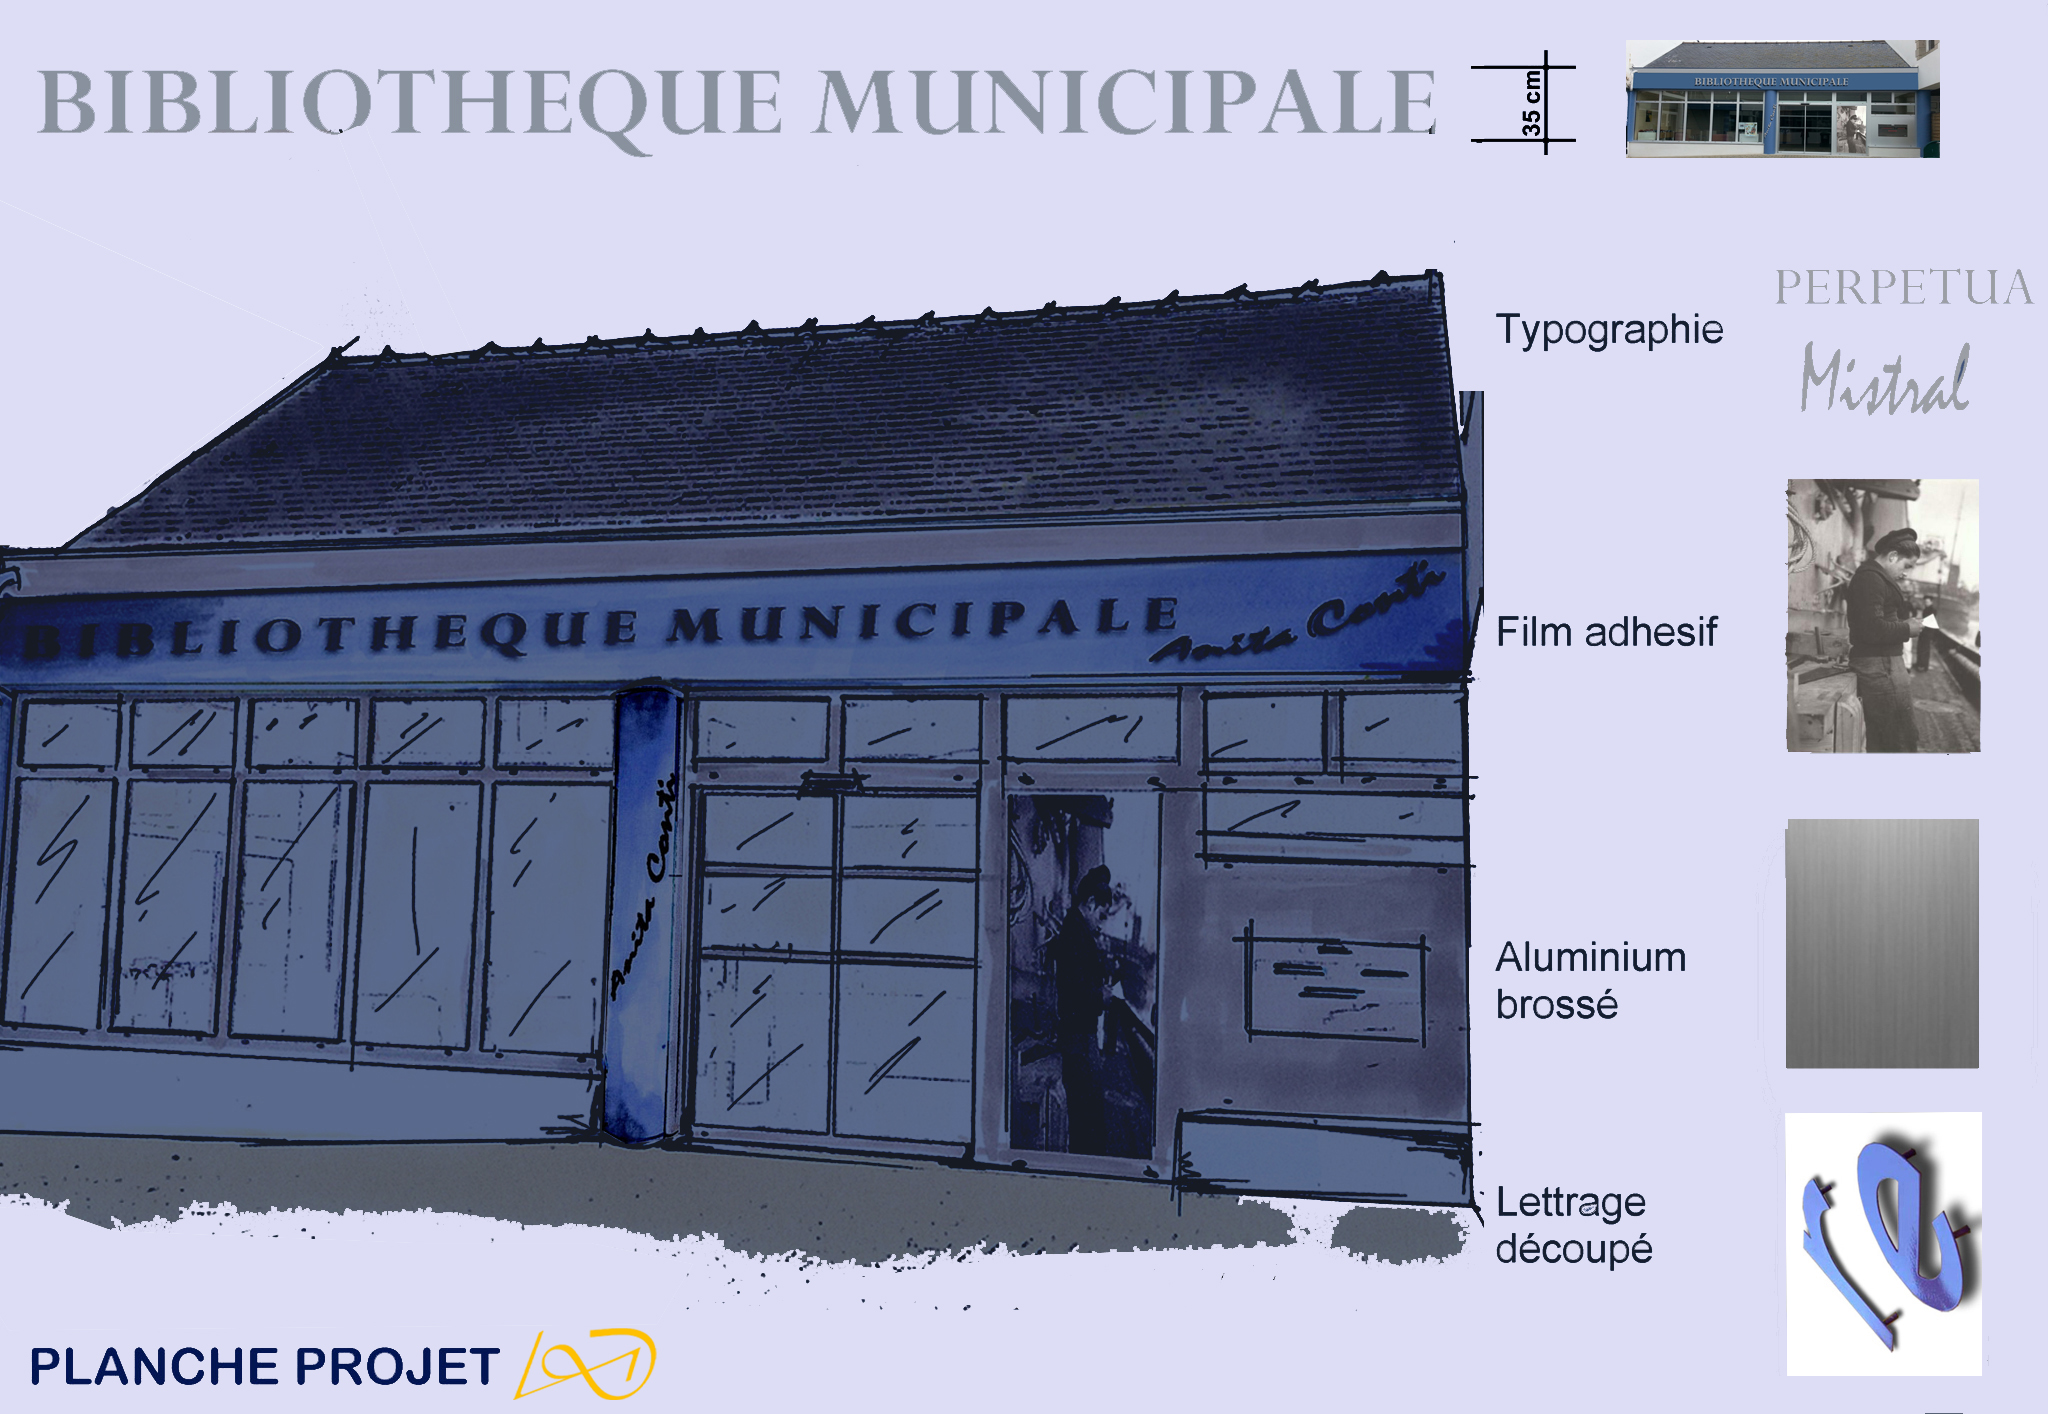 BIBLIOTHEQUE MUNICIPALE
35 cm
BIBLIOTHEQUE MUNICIPALE
Typographie
PERPETUA
Mistral
BIBLIOTHEQUE MUNICIPALE
Anita Conti
Anita Conti
Film adhesif
Aluminium
brossé
Lettrage
découpé
PLANCHE PROJET